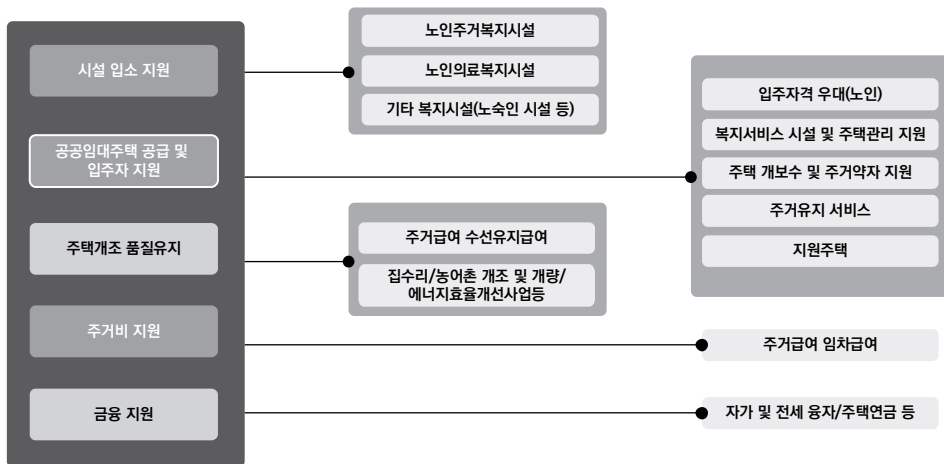 시설 입소 지원
노인주거복지시설
노인의료복지시설
기타 복지시설(노숙인 시설 등)
공공임대주택 공급 및
입주자 지원
입주자격 우대(노인)
복지서비스 시설 및 주택관리 지원
주택 개보수 및 주거약자 지원
주거유지 서비스
지원주택
주택개조 품질유지
주거급여 수선유지급여
집수리/농어촌 개조 및 개량/
에너지효율개선사업등
주거비 지원
주거급여 임차급여
금융 지원
자가 및 전세 융자/주택연금 등